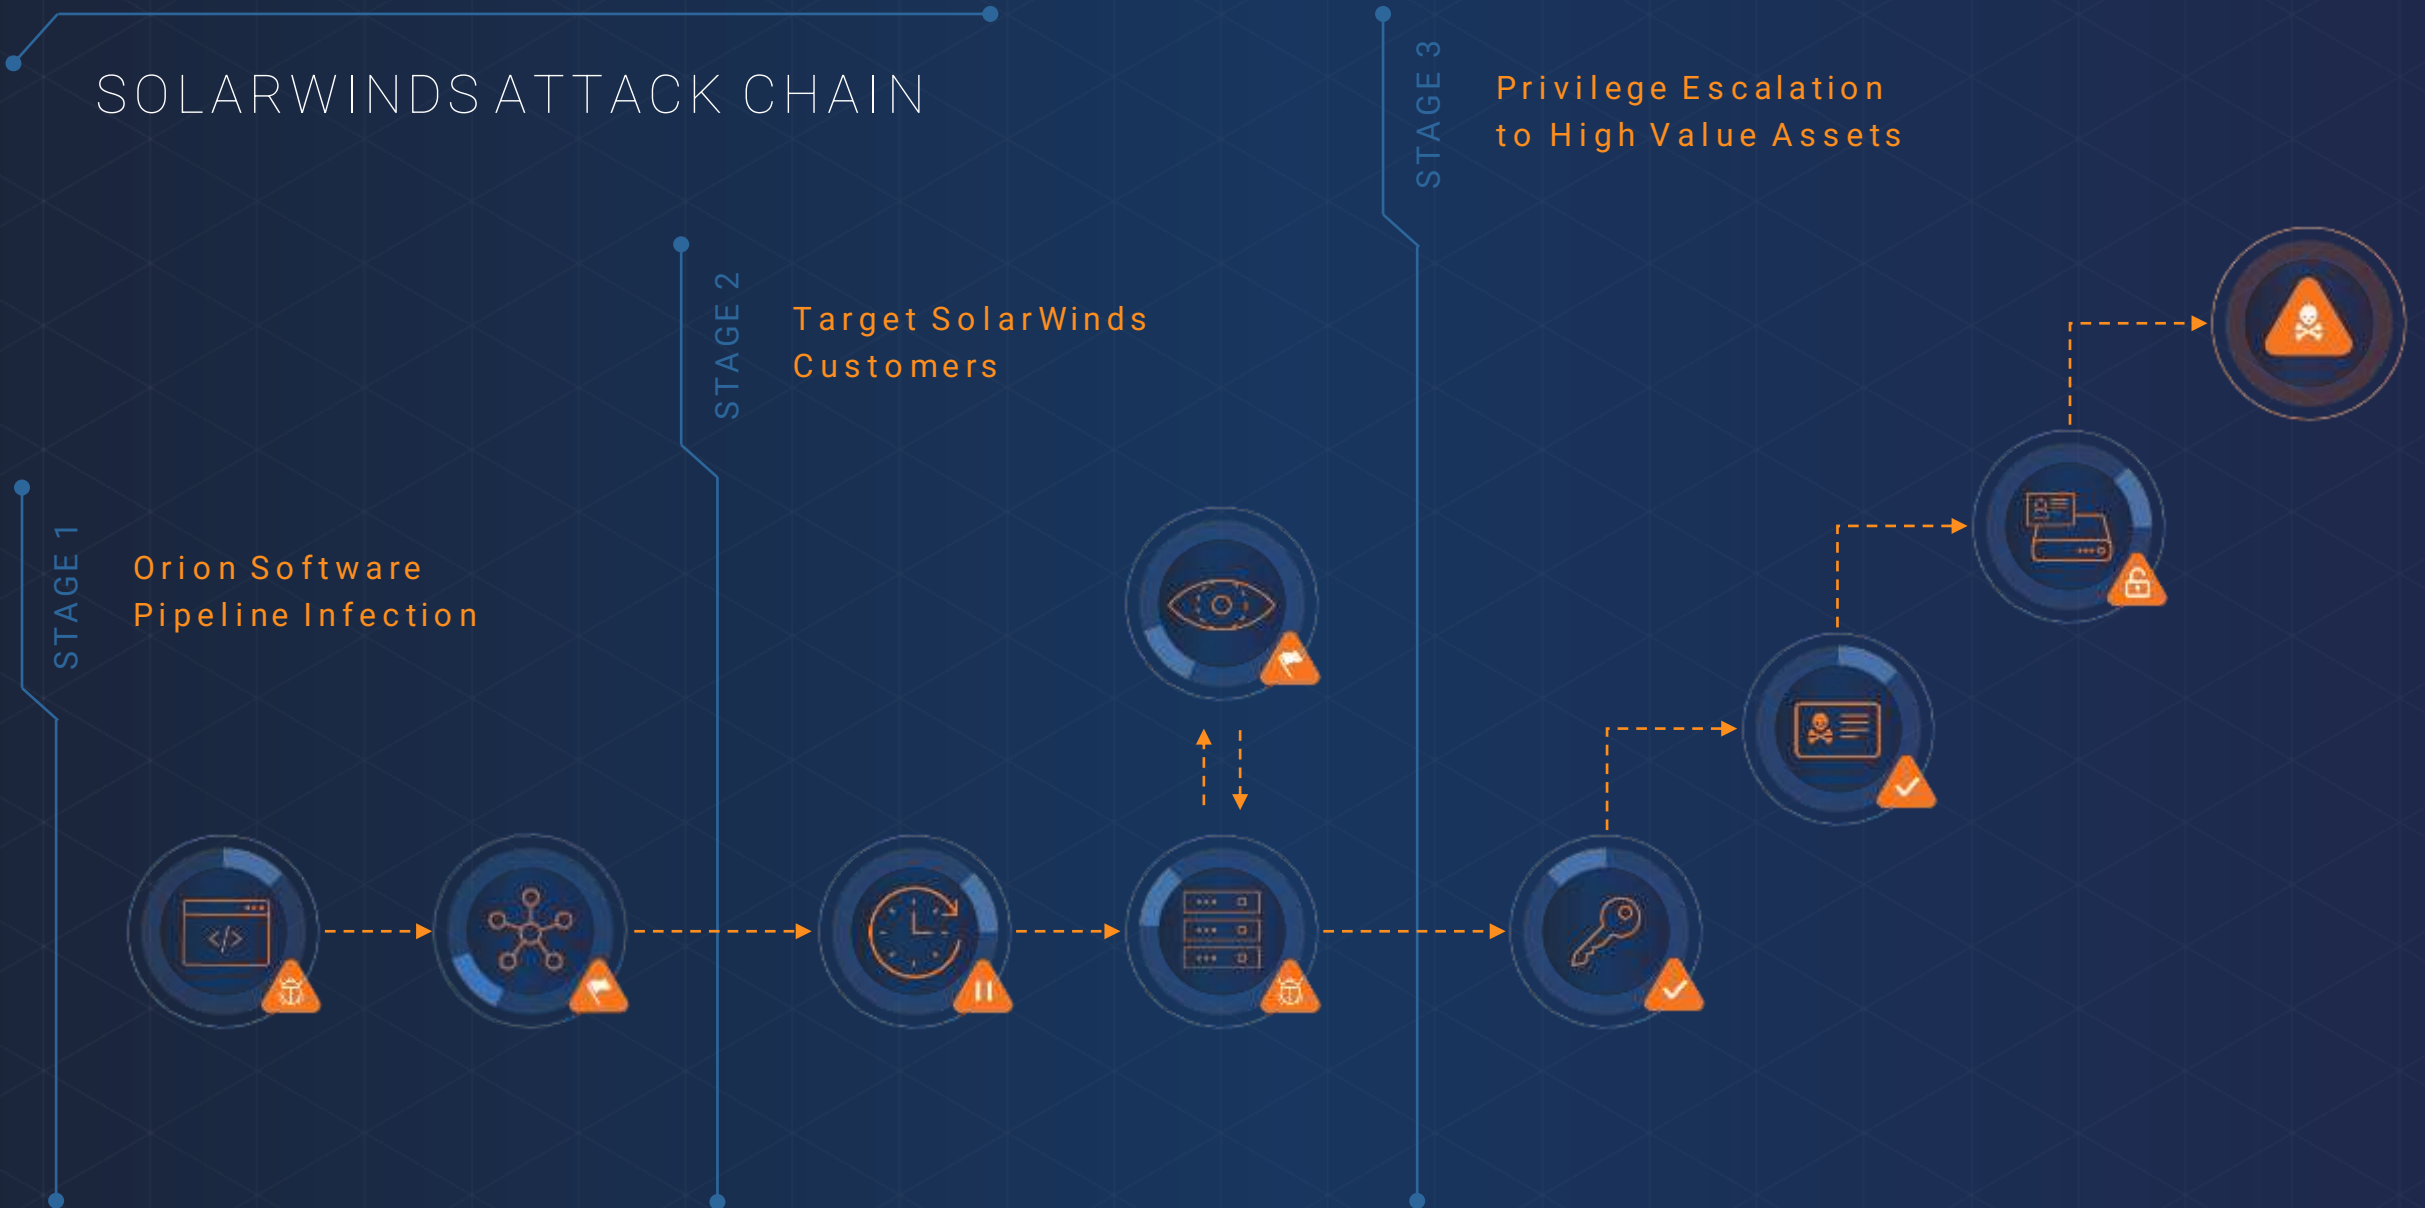 SOLARWINDS ATTACK CHAIN
STAGE 1
Orion Software
Pipeline Infection
STAGE 2
Target SolarWinds
Customers
STAGE 3
Privilege Escalation
to High Value Assets